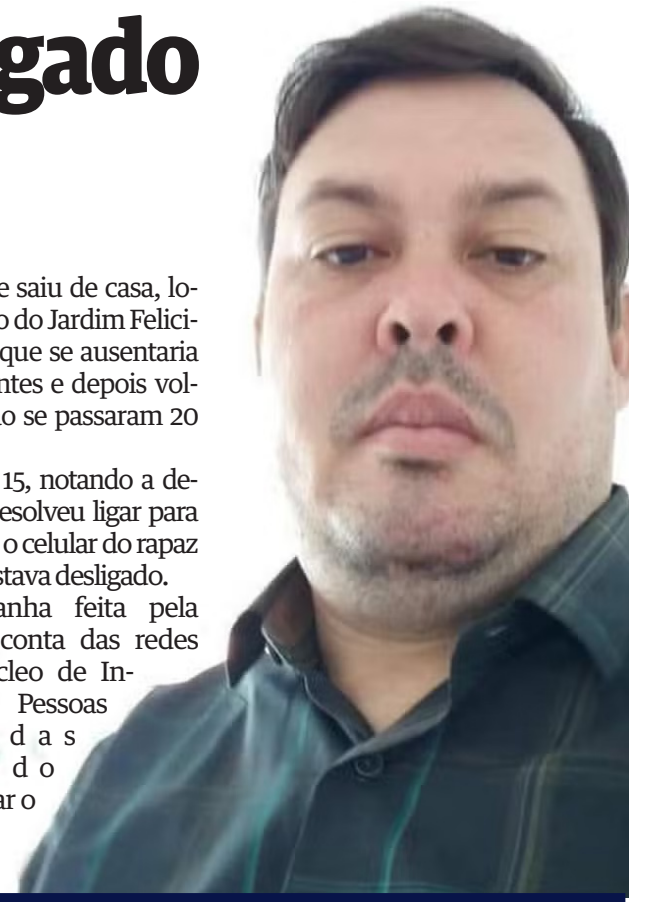 gado
e saiu de casa, lo-
o do Jardim Felici-
que se ausentaria
ntes e depois vol-
o se passaram 20
15, notando a de-
esolveu ligar para
o celular do rapaz
stava desligado.
anha feita pela
conta das redes
cleo de In-
Pessoas
d a s
d o
ar o